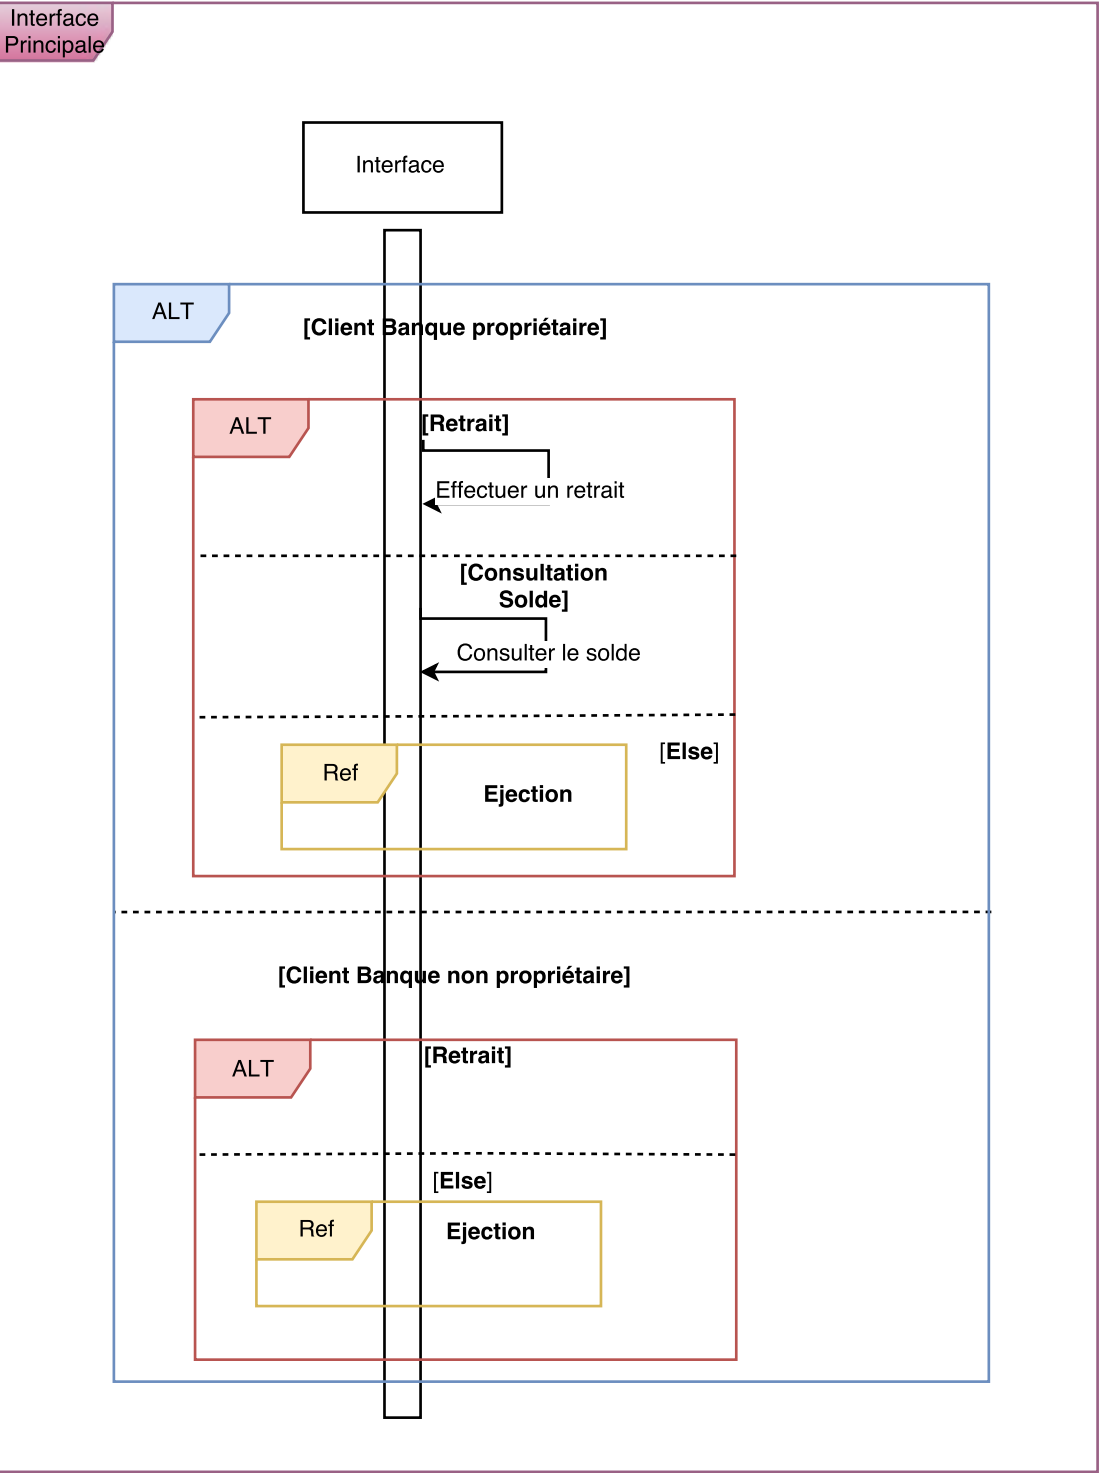 Interface
Principale
Interface
ALT
[Client Banque propriétaire]
ALT
[Retrait]
Effectuer un retrait
[Consultation
Solde]
Consulter le solde
[Else]
Ref
Ejection
[Client Banque non propriétaire]
ALT
[Retrait]
[Else]
Ref
Ejection